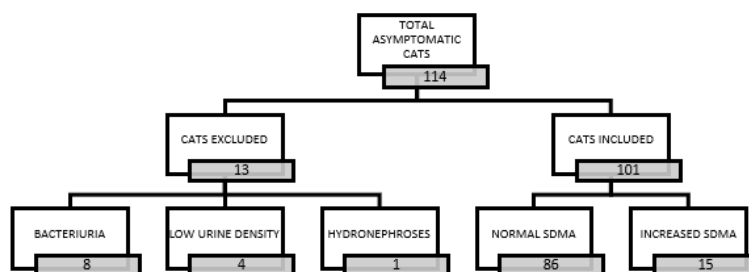 TOTAL
ASYMPTOMATIC
CATS
114
CATS EXCLUDED
13
CATS INCLUDED
101
BACTERIURIA
8
LOW URINE DENSITY
4
HYDRONEPHROSES
1
NORMAL SDMA
86
INCREASED SDMA
15